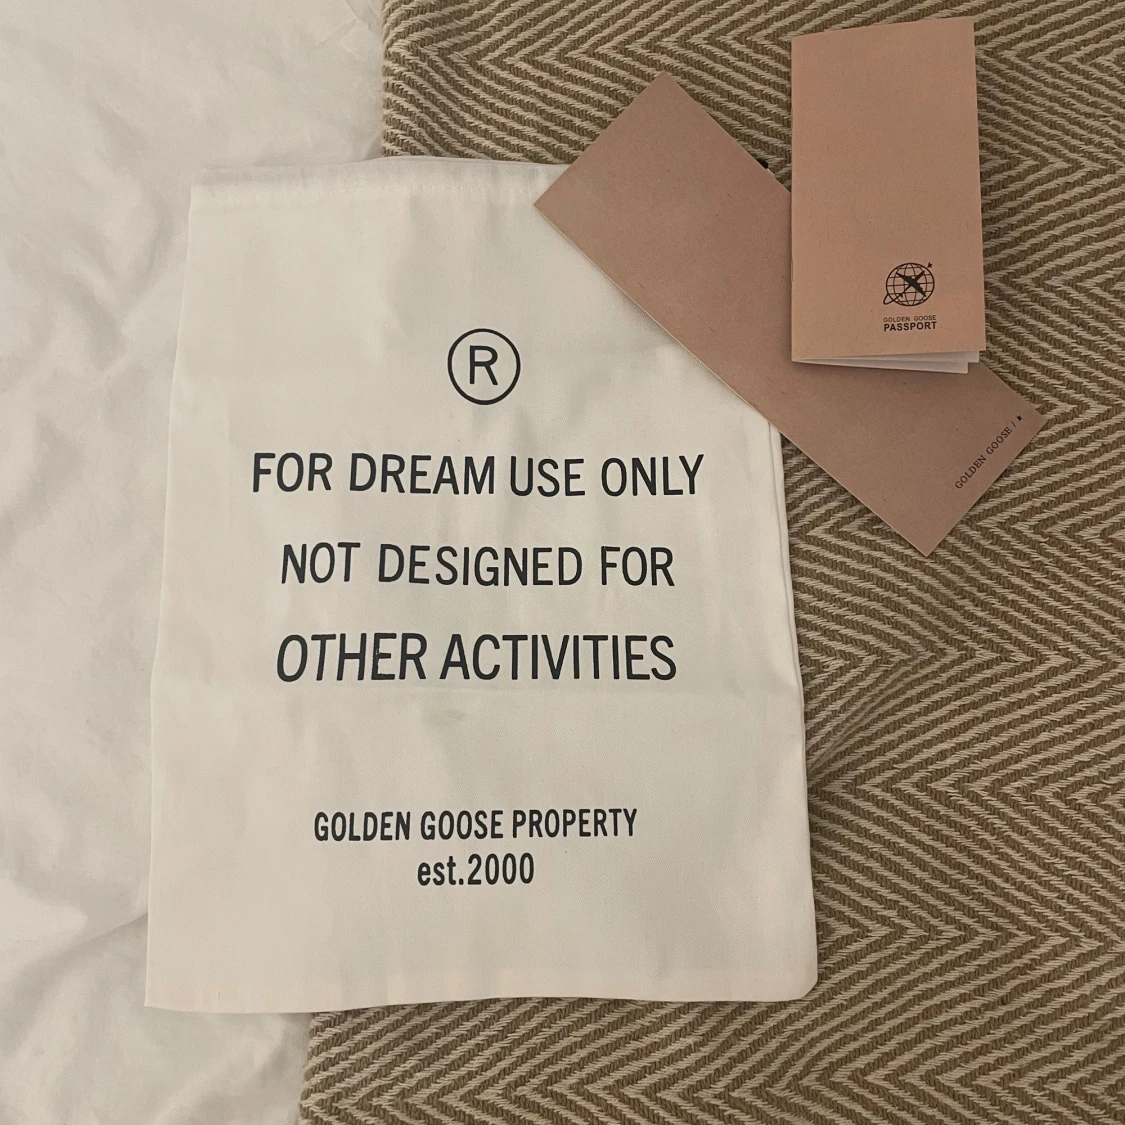 ®
FOR DREAM USE ONLY
NOT DESIGNED FOR
OTHER ACTIVITIES
GOLDEN GOOSE PROPERTY
est.2000
GOLDEN GOOSE
PASSPORT
GOLDEN GOOSE / ★